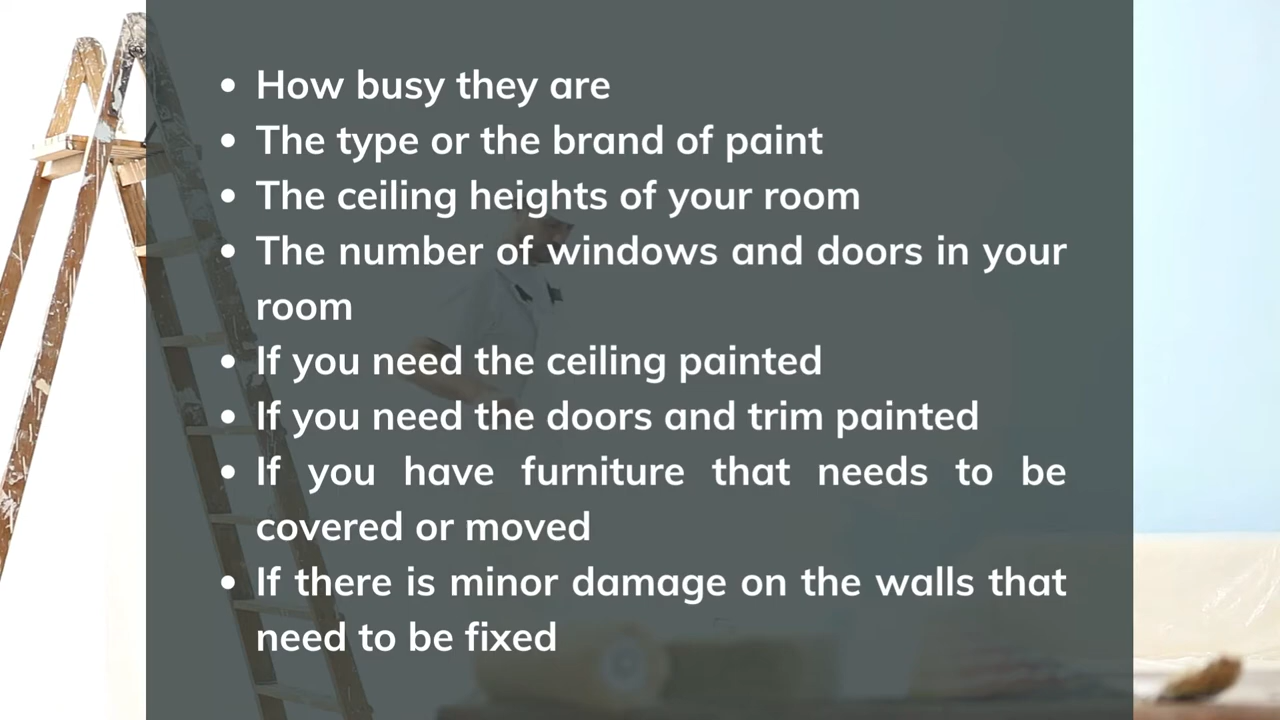 • How busy they are
• The type or the brand of paint
• The ceiling heights of your room
• The number of windows and doors in your
room
• If you need the ceiling painted
• If you need the doors and trim painted
• If you have furniture that needs to be
covered or moved
• If there is minor damage on the walls that
need to be fixed